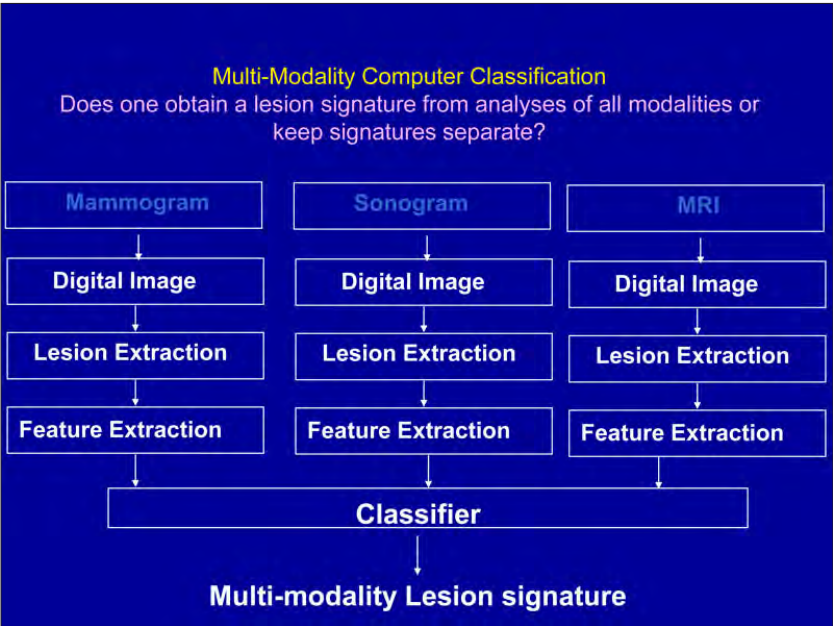 Multi-Modality Computer Classification
Does one obtain a lesion signature from analyses of all modalities or
keep signatures separate?
Mammogram
Sonogram
MRI
Digital Image
Digital Image
Digital Image
Lesion Extraction
Lesion Extraction
Lesion Extraction
Feature Extraction
Feature Extraction
Feature Extraction
Classifier
Multi-modality Lesion signature